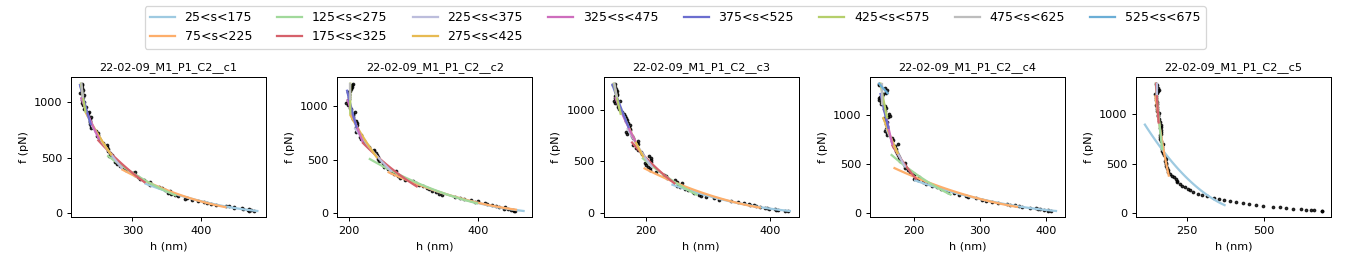 25<s<175 125<s<275 225<s<375 325<s<475 375<s<525 425<s<575 475<s<625 525<s<675
75<s<225 175<s<325 275<s<425
22-02-09_M1_P1_C2__c1 22-02-09_M1_P1_C2__c2 22-02-09_M1_P1_C2__c3 22-02-09_M1_P1_C2__c4 22-02-09_M1_P1_C2__c5
f (pN) 1000 500 0
300 400
h (nm)
f (pN) 1000 500 0
200 400
h (nm)
f (pN) 1000 500 0
200 400
h (nm)
f (pN) 1000 500 0
200 300 400
h (nm)
f (pN) 1000 500 0
250 500
h (nm)